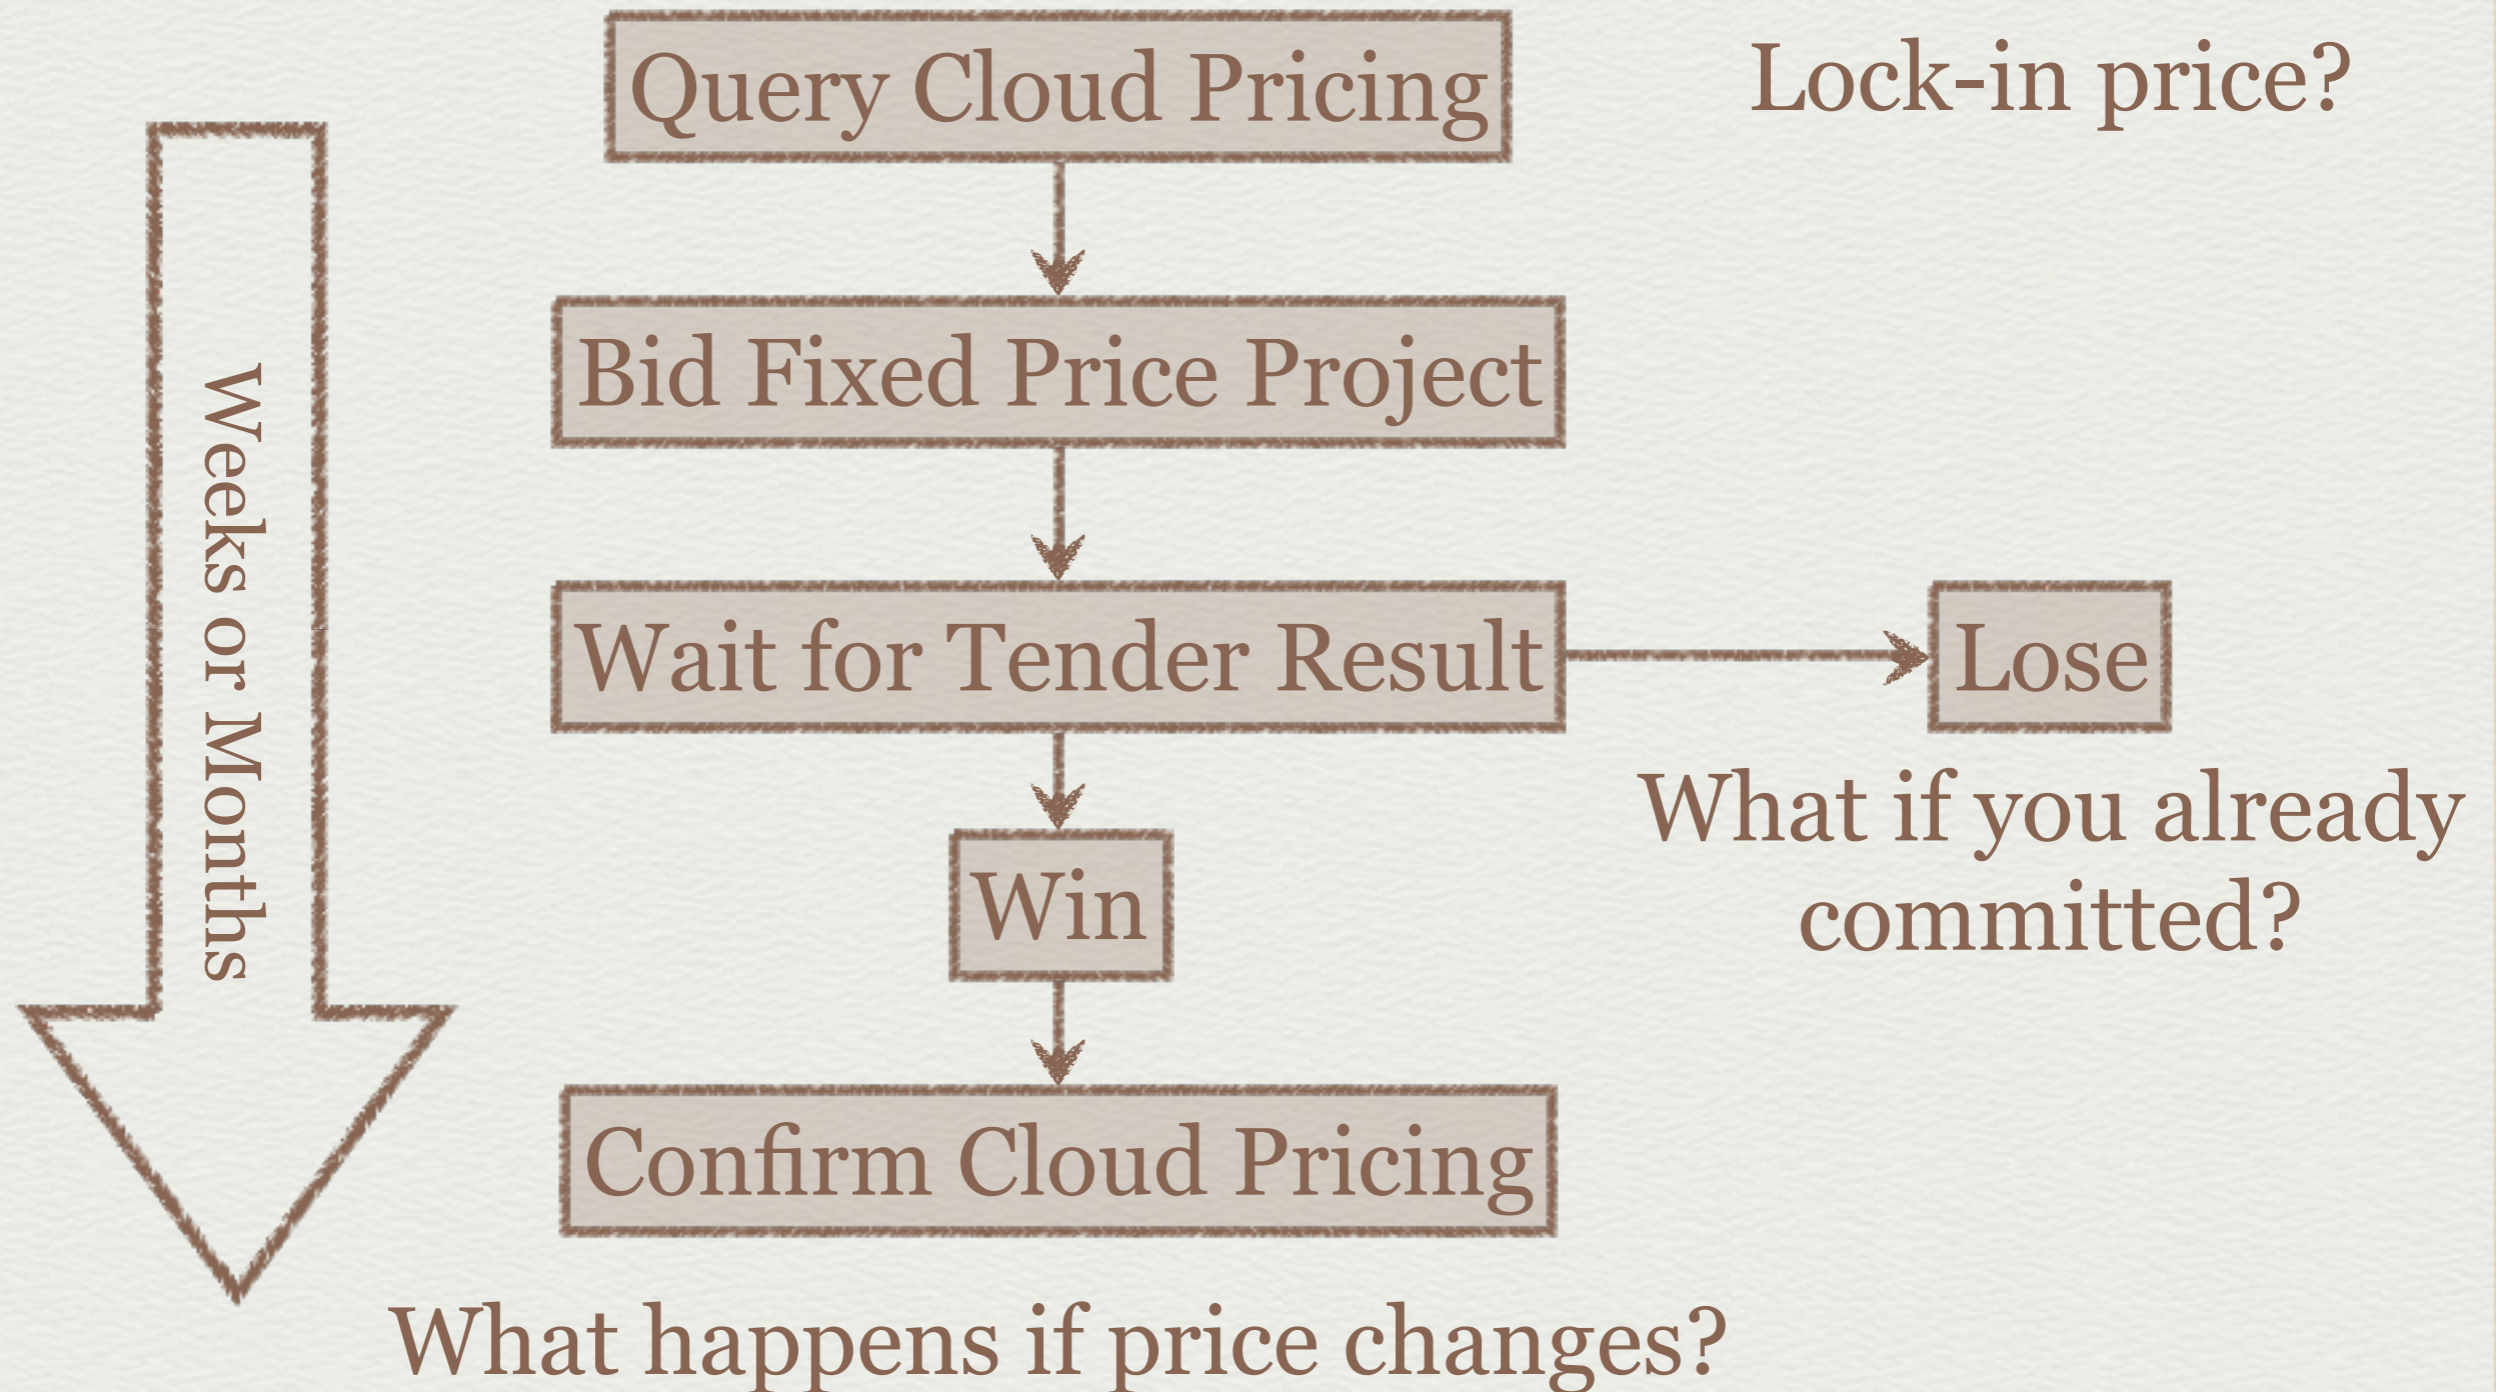 Query Cloud Pricing
Lock-in price?
Bid Fixed Price Project
Weeks or Months
Wait for Tender Result
Lose
What if you already
committed?
Win
Confirm Cloud Pricing
What happens if price changes?